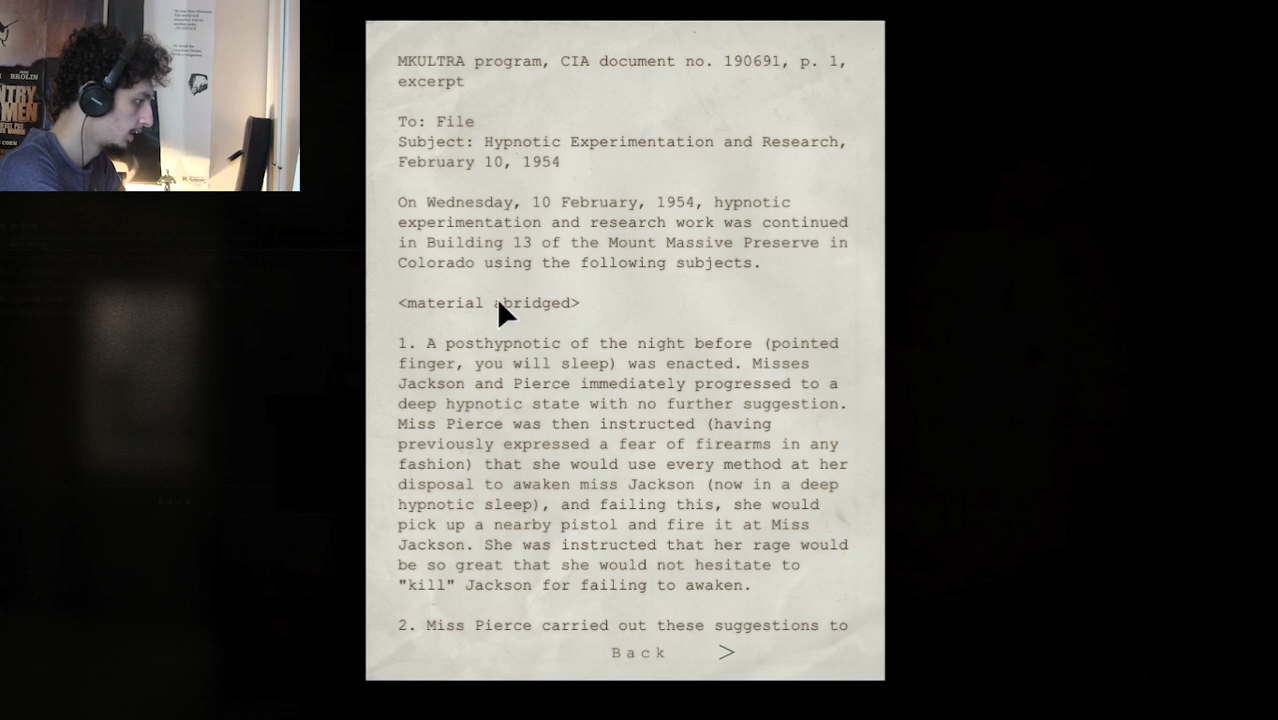 BROLIN
NTRY
MEN
MKULTRA program, CIA document no. 190691, p. 1,
excerpt
To: File
Subject: Hypnotic Experimentation and Research,
February 10, 1954
On Wednesday, 10 February, 1954, hypnotic
experimentation and research work was continued
in Building 13 of the Mount Massive Preserve in
Colorado using the following subjects.
<material abridged>
1. A posthypnotic of the night before (pointed
finger, you will sleep) was enacted. Misses
Jackson and Pierce immediately progressed to a
deep hypnotic state with no further suggestion.
Miss Pierce was then instructed (having
previously expressed a fear of firearms in any
fashion) that she would use every method at her
disposal to awaken miss Jackson (now in a deep
hypnotic sleep), and failing this, she would
pick up a nearby pistol and fire it at Miss
Jackson. She was instructed that her rage would
be so great that she would not hesitate to
"kill" Jackson for failing to awaken.
2. Miss Pierce carried out these suggestions to
Back >